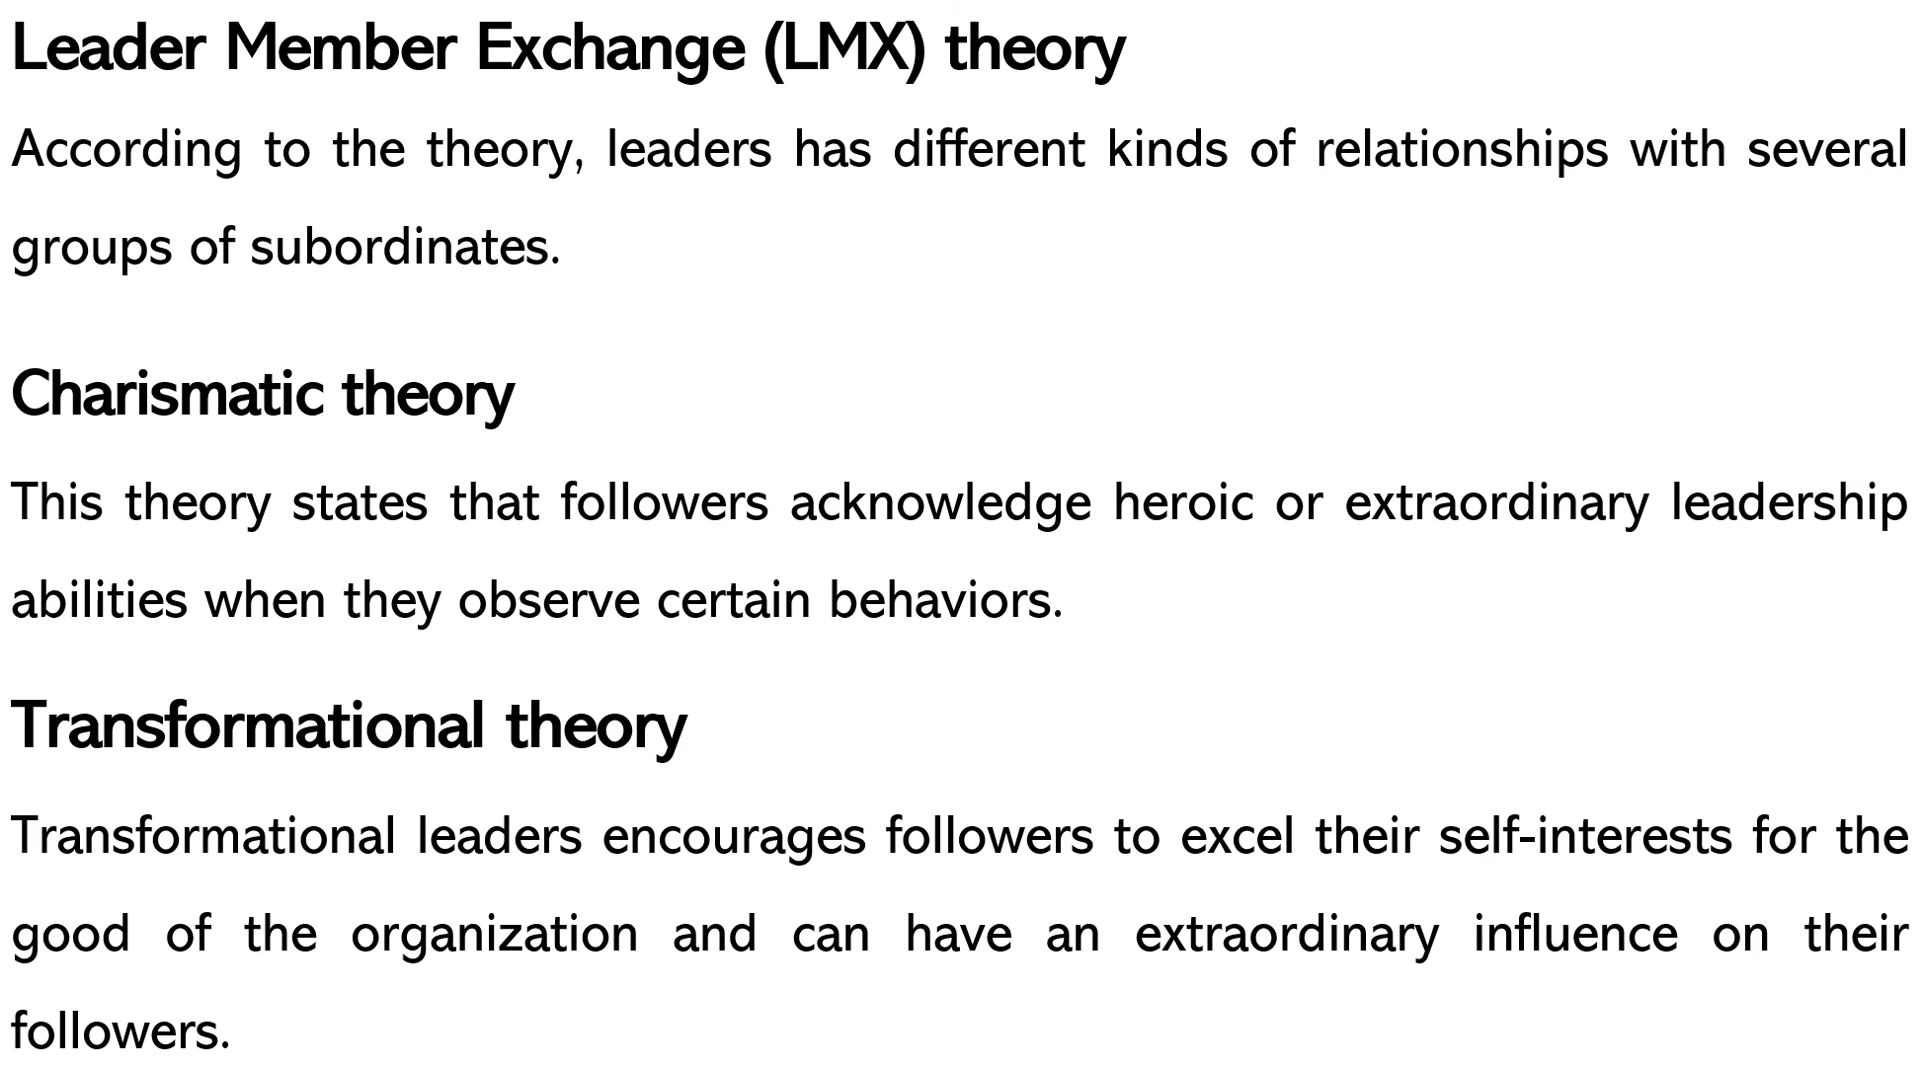 Leader Member Exchange (LMX) theory
According to the theory, leaders has different kinds of relationships with several
groups of subordinates.
Charismatic theory
This theory states that followers acknowledge heroic or extraordinary leadership
abilities when they observe certain behaviors.
Transformational theory
Transformational leaders encourages followers to excel their self-interests for the
good of the organization and can have an extraordinary influence on their
followers.